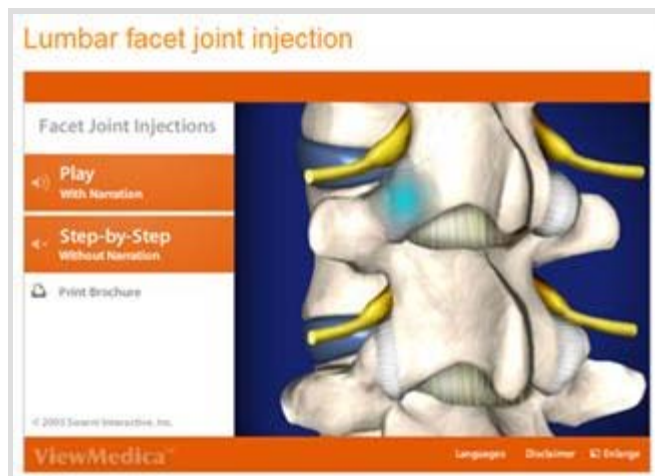 Lumbar facet joint injection
Facet Joint Injections
Play
With Narration
Step-by-Step
Without Narration
Print Brochure
© 2005 Swarm Interactive, Inc.
ViewMedica™
Languages Disclaimer Enlarge